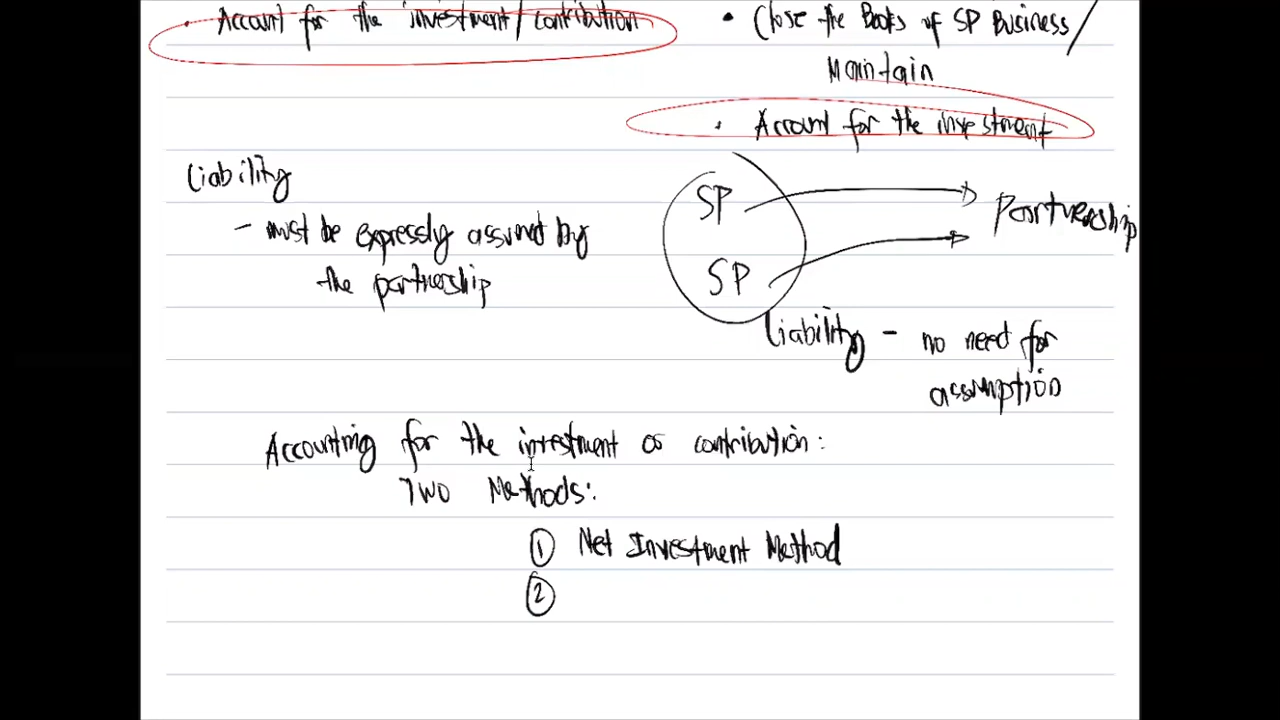 • Account for the investment/contribution
• Close the Books of SP Business/
Maintain
• Account for the investment
Liability
- must be expressly assumed by
the partnership
SP
SP
Partnership
Liability - no need for
assumption
Accounting for the investment or contribution:
Two Methods:
① Net Investment Method
②